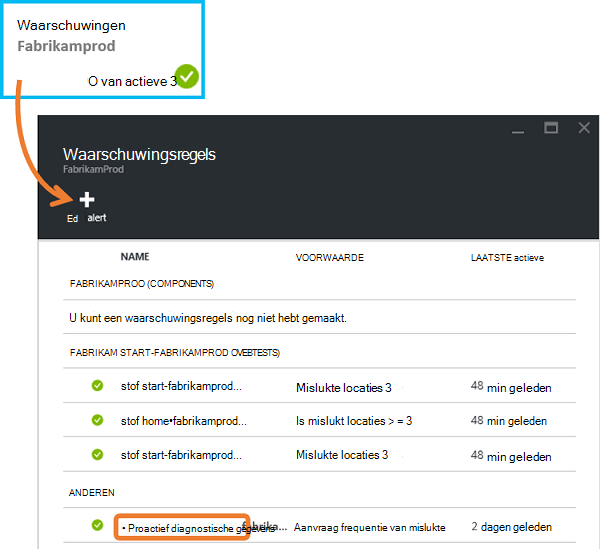 Waarschuwingen
Fabrikamprod
O van actieve 3
Waarschuwingsregels
FabrikamProd
Ed alert
NAME VOORWAARDE LAATSTE actieve
FABRIKAMPROO (COMPONENTS)
U kunt een waarschuwingsregels nog niet hebt gemaakt.
FABRIKAM START-FABRIKAMPROD OVEBTESTS)
stof start-fabrikamprod... Mislukte locaties 3 48 min geleden
stof home•fabrikamprod... Is mislukt locaties > = 3 48 min geleden
stof start-fabrikamprod... Mislukte locaties 3 48 min geleden
ANDEREN
• Proactief diagnostische gegevens fabrika... Aanvraag frequentie van mislukte 2 dagen geleden